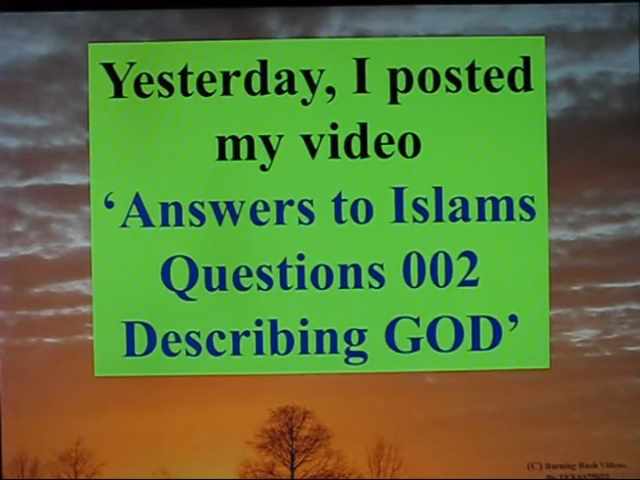 Yesterday, I posted
my video
‘Answers to Islams
Questions 002
Describing GOD’
(C) Burning Bush Videos.